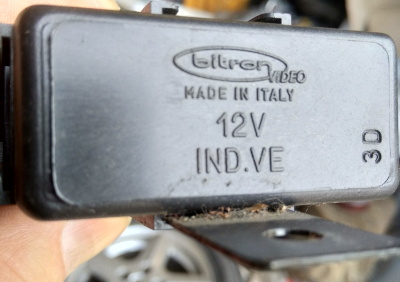 bitron
VIDEO
MADE IN ITALY
12V
IND.VE
3D